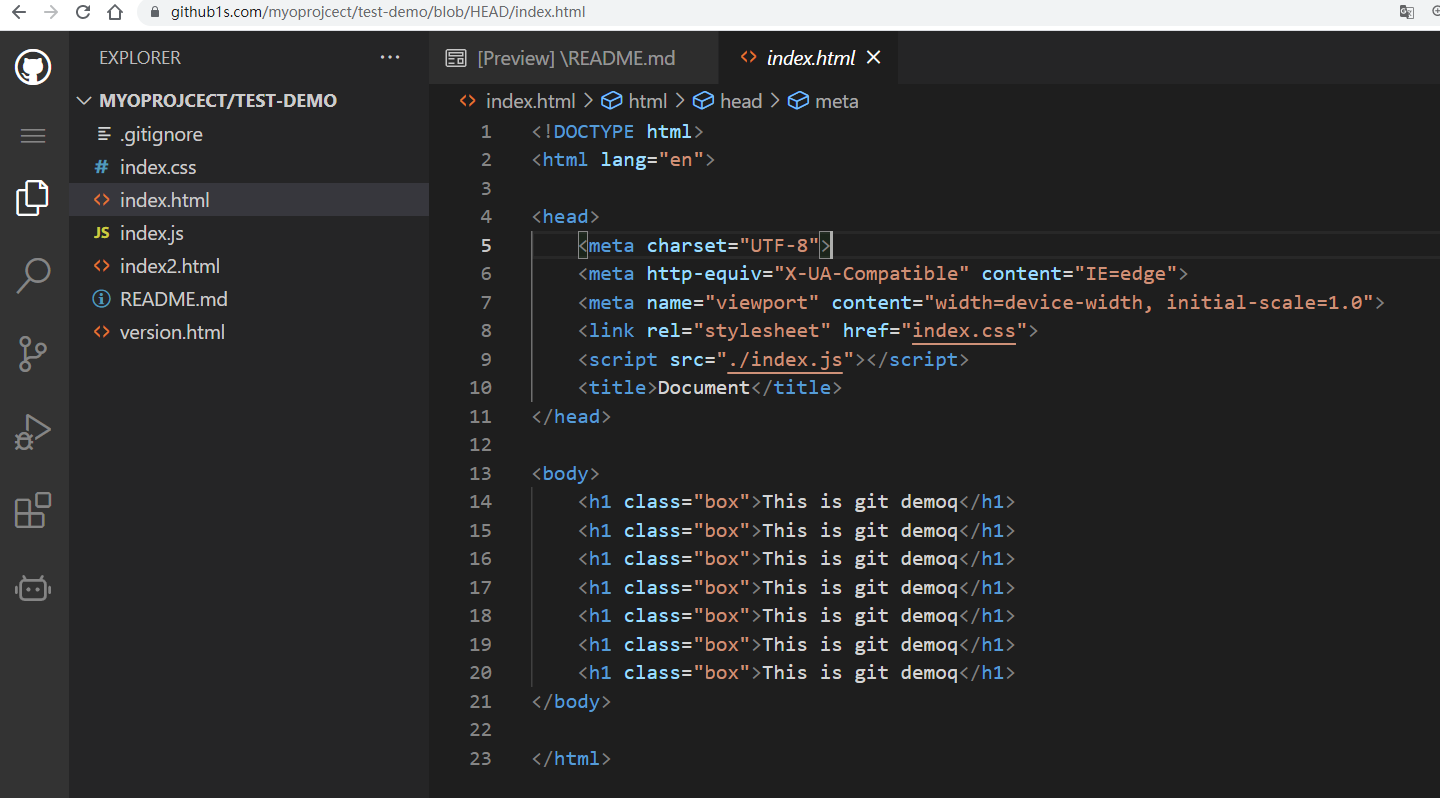 github1s.com/myoprojcect/test-demo/blob/HEAD/index.html
EXPLORER
MYOPROJCECT/TEST-DEMO
.gitignore
# index.css
<> index.html
JS index.js
<> index2.html
README.md
<> version.html
[Preview] \README.md
<> index.html
<> index.html > html > head > meta
1 <!DOCTYPE html>
2 <html lang="en">
3
4 <head>
5     <meta charset="UTF-8">
6     <meta http-equiv="X-UA-Compatible" content="IE=edge">
7     <meta name="viewport" content="width=device-width, initial-scale=1.0">
8     <link rel="stylesheet" href="index.css">
9     <script src="./index.js"></script>
10     <title>Document</title>
11 </head>
12
13 <body>
14     <h1 class="box">This is git demoq</h1>
15     <h1 class="box">This is git demoq</h1>
16     <h1 class="box">This is git demoq</h1>
17     <h1 class="box">This is git demoq</h1>
18     <h1 class="box">This is git demoq</h1>
19     <h1 class="box">This is git demoq</h1>
20     <h1 class="box">This is git demoq</h1>
21 </body>
22
23 </html>